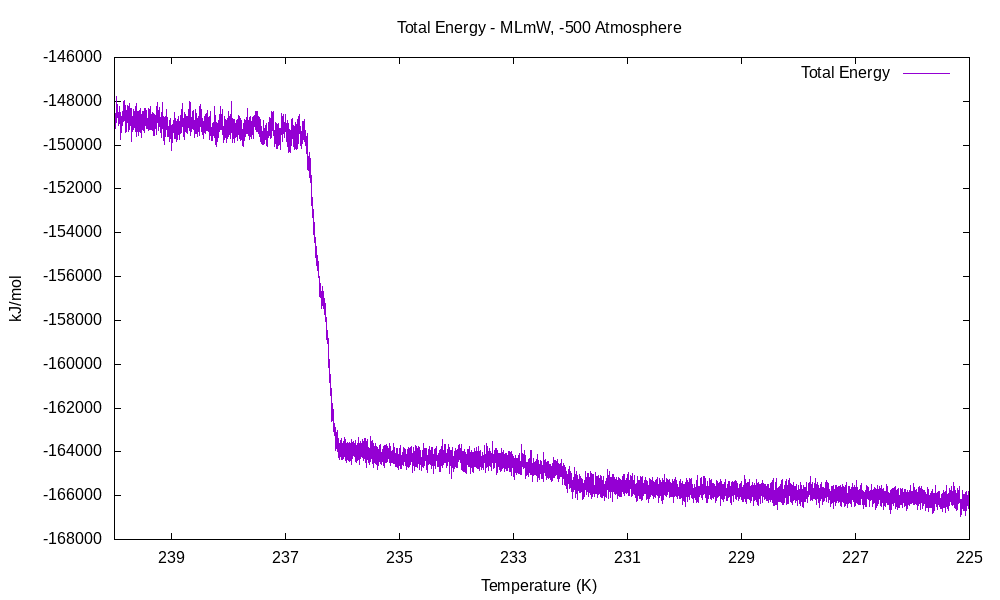 Total Energy - MLmW, -500 Atmosphere
Total Energy
-146000
-148000
-150000
-152000
-154000
-156000
-158000
-160000
-162000
-164000
-166000
-168000
kJ/mol
239 237 235 233 231 229 227 225
Temperature (K)